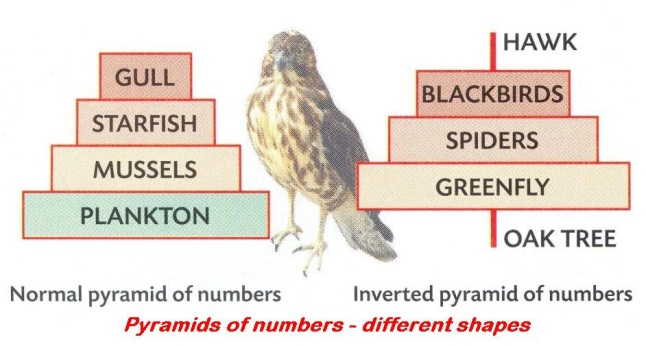 GULL
STARFISH
MUSSELS
PLANKTON
Normal pyramid of numbers
HAWK
BLACKBIRDS
SPIDERS
GREENFLY
OAK TREE
Inverted pyramid of numbers
Pyramids of numbers - different shapes